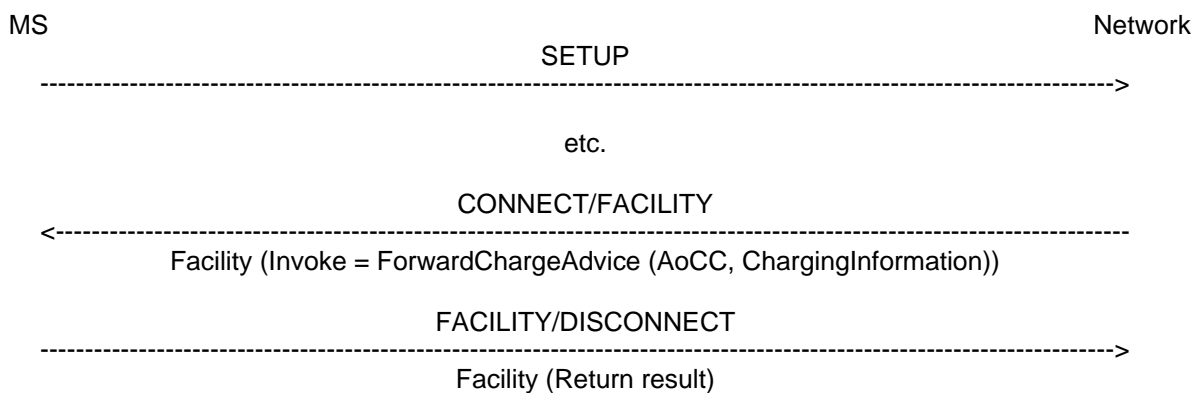 MS Network
SETUP
------------------------------------------------------------------------------------------------------------------------>
etc.
CONNECT/FACILITY
<------------------------------------------------------------------------------------------------------------------------
Facility (Invoke = ForwardChargeAdvice (AoCC, ChargingInformation))
FACILITY/DISCONNECT
------------------------------------------------------------------------------------------------------------------------>
Facility (Return result)